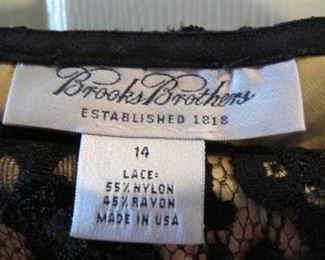 Brooks Brothers
ESTABLISHED 1818
14
LACE:
55% NYLON
45% RAYON
MADE IN USA